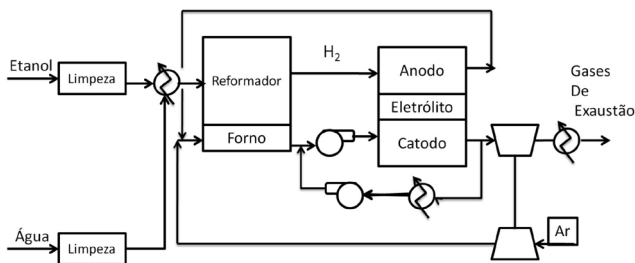 Etanol
Limpeza
Reformador
Forno
H2
Anodo
Eletrólito
Catodo
Gases
De
Exaustão
Água
Limpeza
Ar